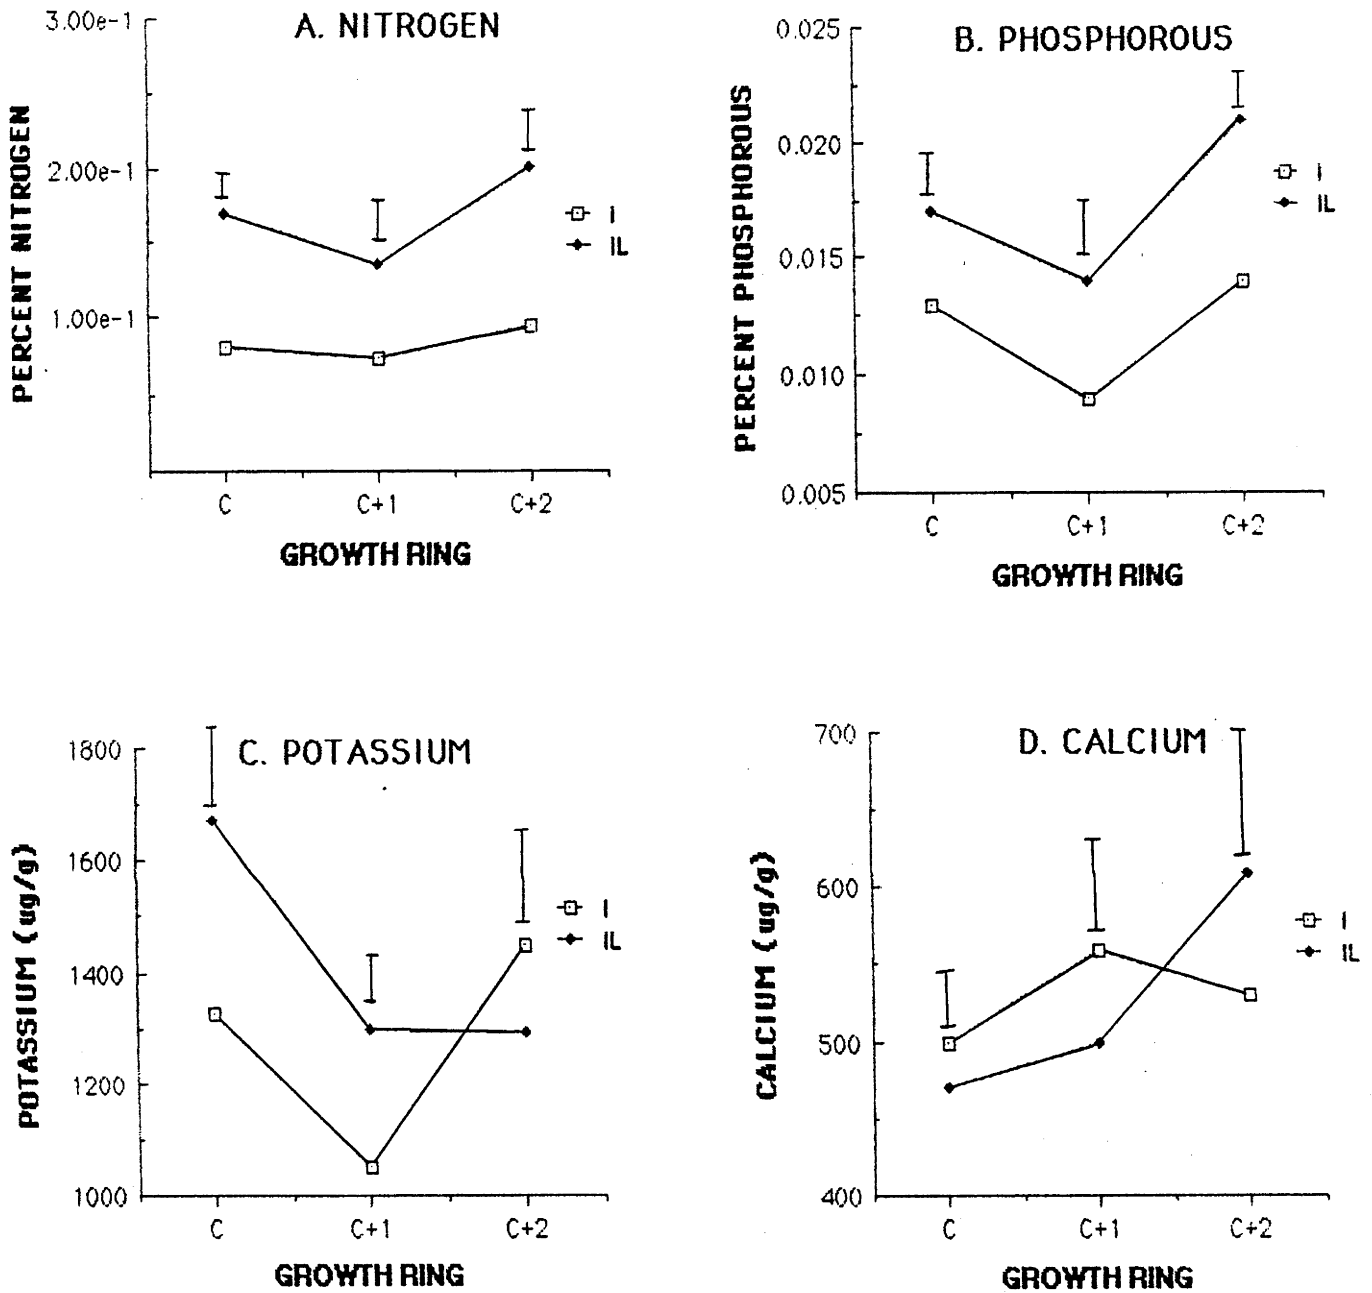 A. NITROGEN
3.00e-1
2.00e-1
1.00e-1
PERCENT NITROGEN
I
IL
C C+1 C+2
GROWTH RING
B. PHOSPHOROUS
0.025
0.020
0.015
0.010
0.005
PERCENT PHOSPHOROUS
I
IL
C C+1 C+2
GROWTH RING
C. POTASSIUM
1800
1600
1400
1200
1000
POTASSIUM (ug/g)
I
IL
C C+1 C+2
GROWTH RING
D. CALCIUM
700
600
500
400
CALCIUM (ug/g)
I
IL
C C+1 C+2
GROWTH RING